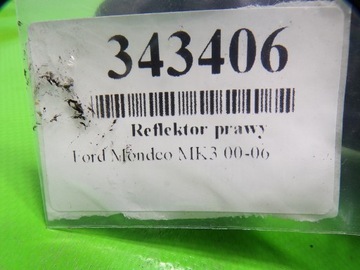 343406
Reflektor prawy
Ford Mondeo MK3 00-06